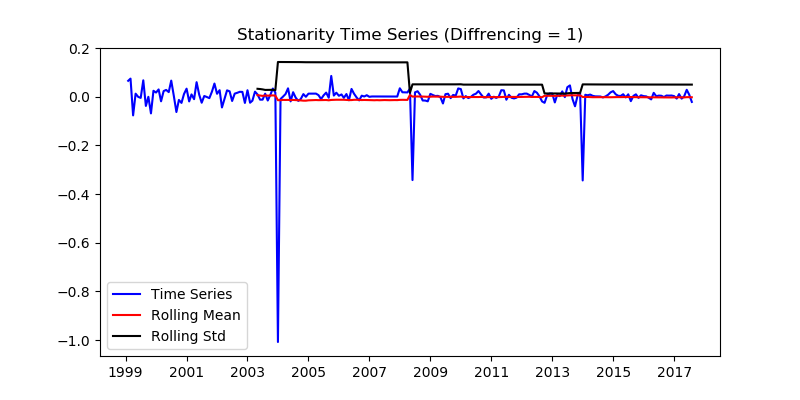 Stationarity Time Series (Diffrencing = 1)
0.2
0.0
−0.2
−0.4
−0.6
−0.8
−1.0
Time Series
Rolling Mean
Rolling Std
1999 2001 2003 2005 2007 2009 2011 2013 2015 2017